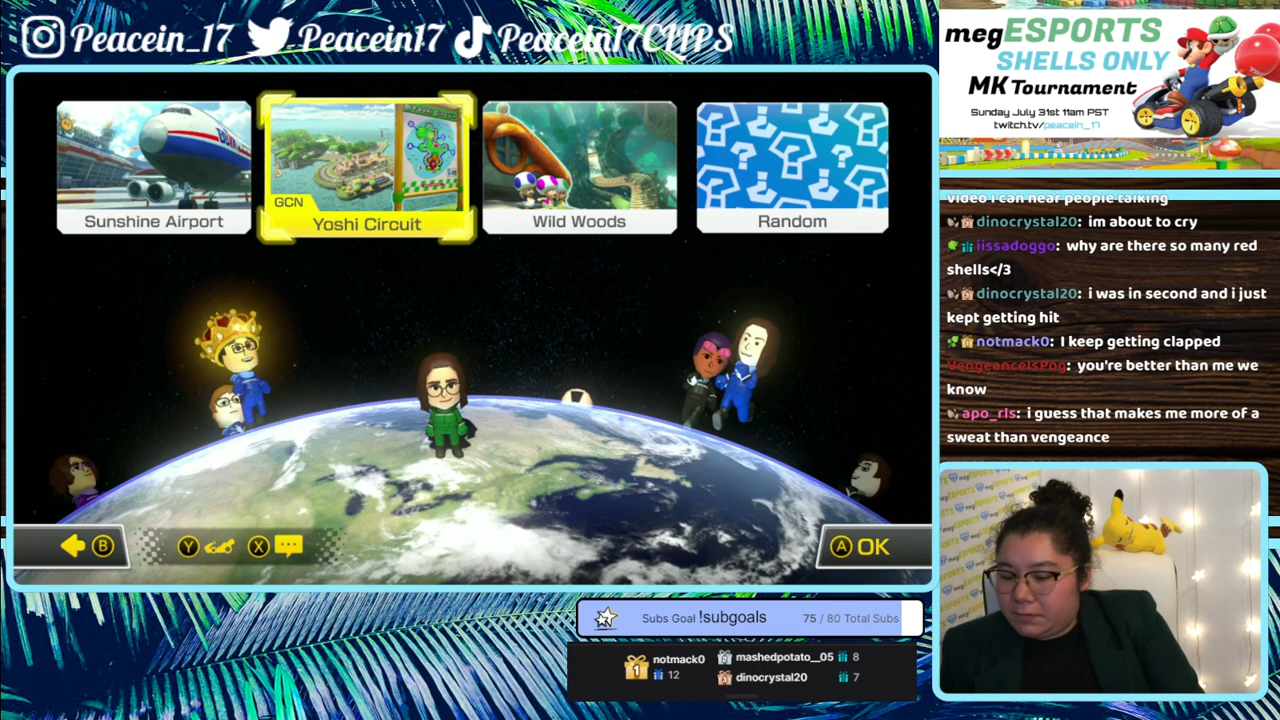 Peacein_17 Peacein17 Peacein17ClIPS
megESPORTS
SHELLS ONLY
MK Tournament
Sunday July 31st 11am PST
twitch.tv/peacein_17
Sunshine Airport
GCN
Yoshi Circuit
Wild Woods
Random
B
Y
X
A OK
video i can hear people talking
dinocrystal20: im about to cry
iissadoggo: why are there so many red
shells</3
dinocrystal20: i was in second and i just
kept getting hit
notmack0: I keep getting clapped
VengeanceIsPog: you're better than me we
know
apo_rls: i guess that makes me more of a
sweat than vengeance
Subs Goal !subgoals 75 / 80 Total Subs
1 notmack0 12
2 mashedpotato__05 8
3 dinocrystal20 7